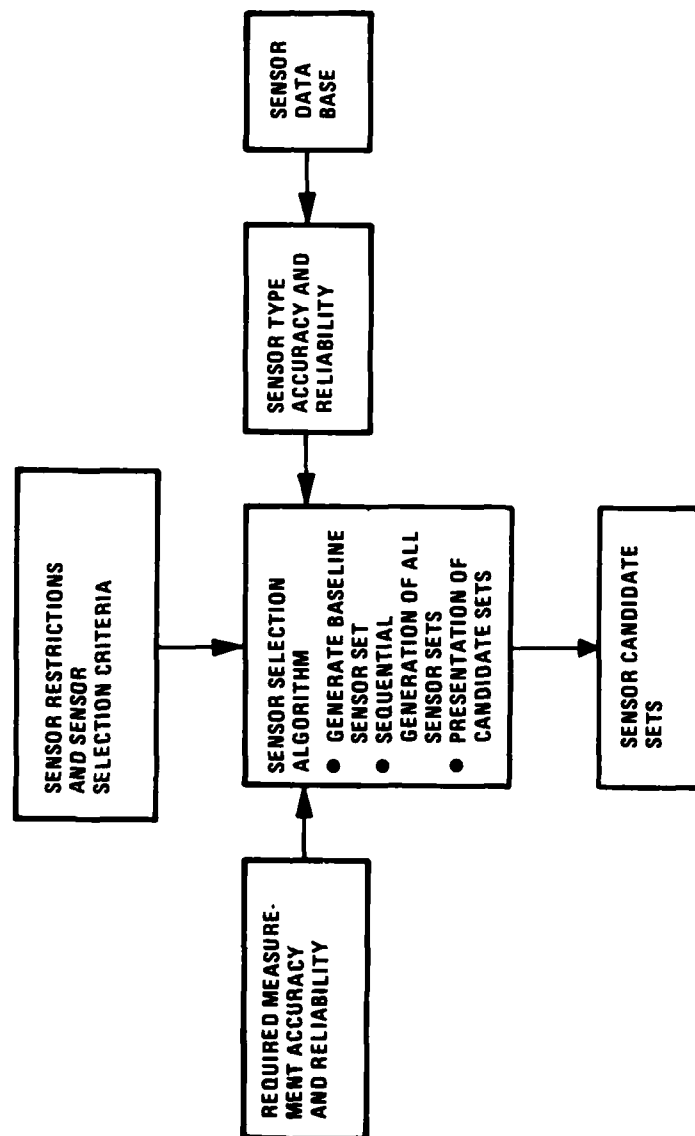 SENSOR
DATA
BASE
SENSOR TYPE
ACCURACY AND
RELIABILITY
SENSOR RESTRICTIONS
AND SENSOR
SELECTION CRITERIA
SENSOR SELECTION
ALGORITHM
● GENERATE BASELINE
SENSOR SET
● SEQUENTIAL
GENERATION OF ALL
SENSOR SETS
● PRESENTATION OF
CANDIDATE SETS
SENSOR CANDIDATE
SETS
REQUIRED MEASURE-
MENT ACCURACY
AND RELIABILITY